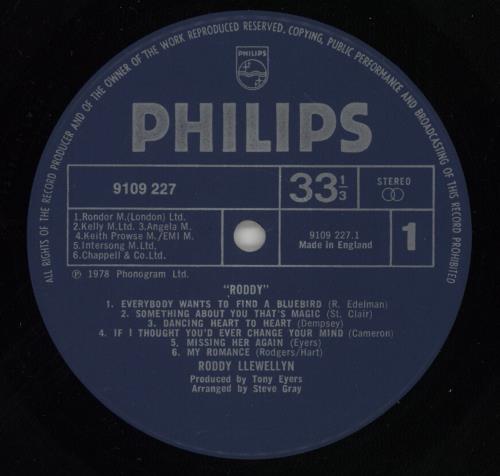 ALL RIGHTS OF THE RECORD PRODUCER AND OF THE OWNER OF THE WORK REPRODUCED RESERVED. COPYING, PUBLIC PERFORMANCE AND BROADCASTING OF THIS RECORD PROHIBITED
PHILIPS
PHILIPS
9109 227
33 1/3
STEREO
1.Rondor M.(London) Ltd.
2.Kelly M.Ltd. 3.Angela M.
4.Keith Prowse M./EMI M.
5.Intersong M.Ltd.
6.Chappell & Co.Ltd.
9109 227.1
Made in England
1
℗ 1978 Phonogram Ltd.
"RODDY"
1. EVERYBODY WANTS TO FIND A BLUEBIRD (R. Edelman)
2. SOMETHING ABOUT YOU THAT'S MAGIC (St. Clair)
3. DANCING HEART TO HEART (Dempsey)
4. IF I THOUGHT YOU'D EVER CHANGE YOUR MIND (Cameron)
5. MISSING HER AGAIN (Eyers)
6. MY ROMANCE (Rodgers/Hart)
RODDY LLEWELLYN
Produced by Tony Eyers
Arranged by Steve Gray